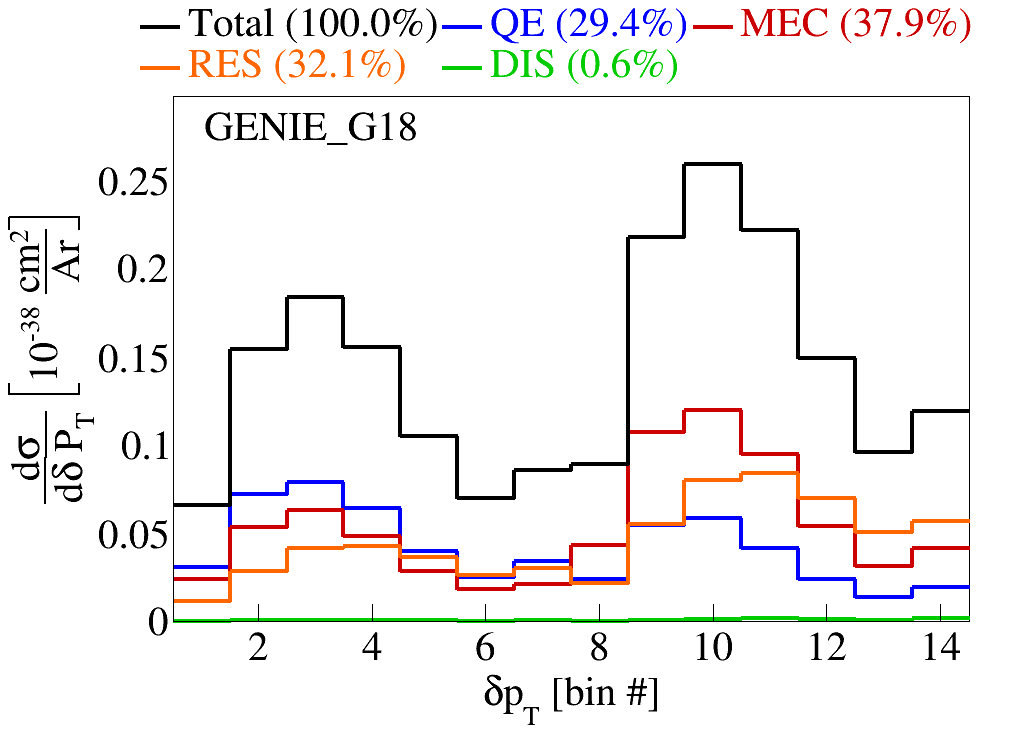 Total (100.0%) QE (29.4%) MEC (37.9%)
RES (32.1%) DIS (0.6%)
GENIE_G18
0.25
0.2
0.15
0.1
0.05
0
dσ/dδ P_T [10^-38 cm^2/Ar]
2 4 6 8 10 12 14
δp_T [bin #]